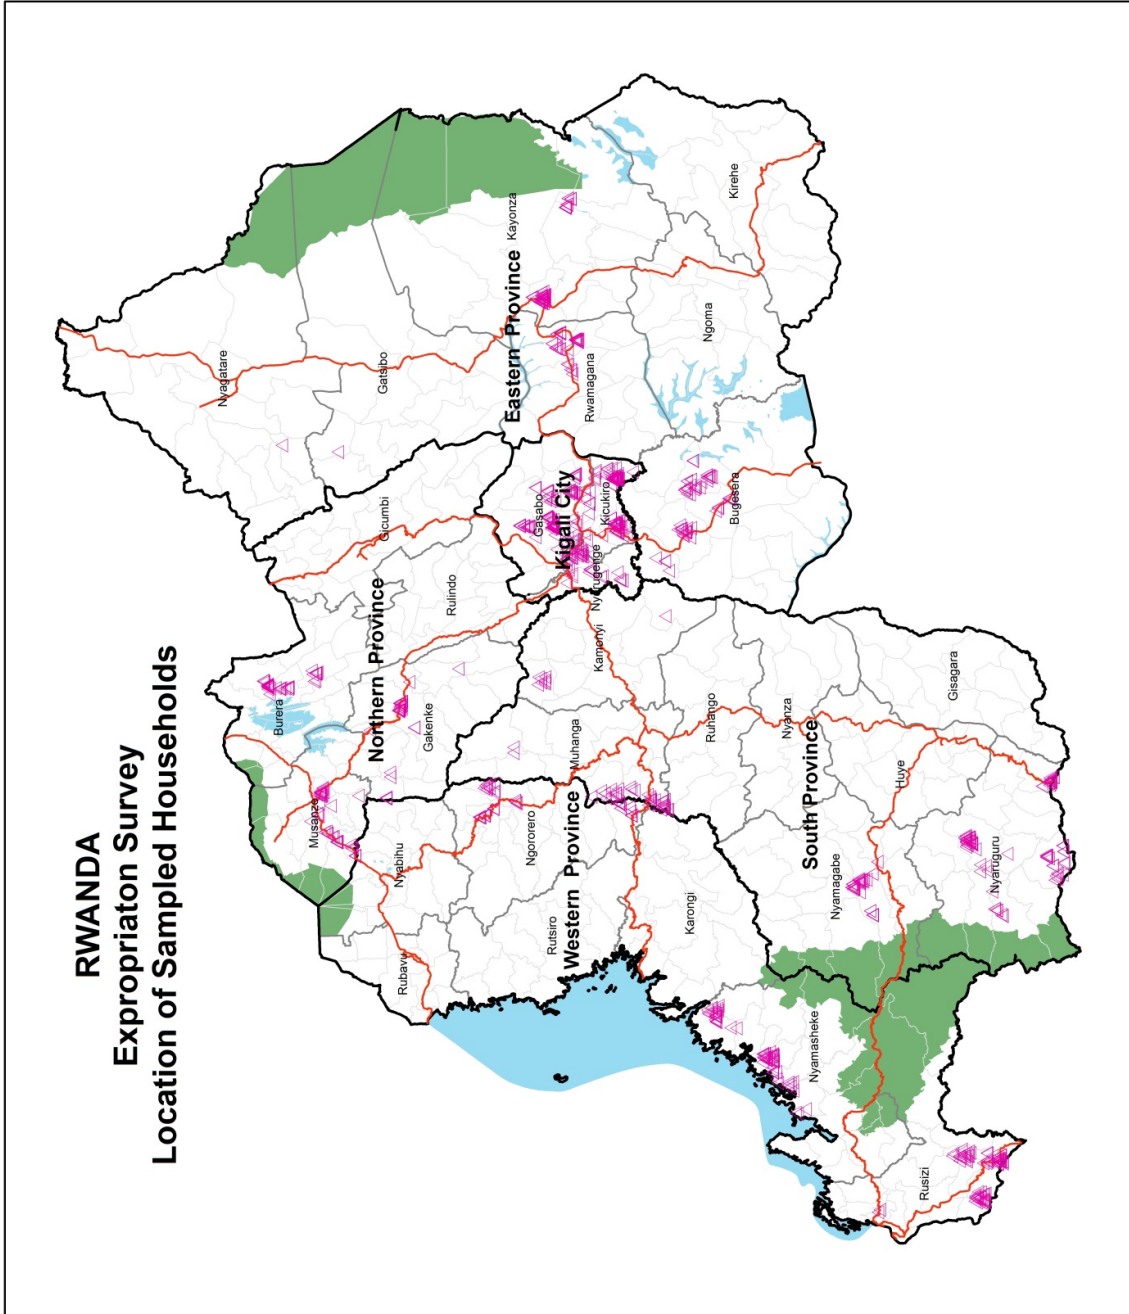 RWANDA
Expropriaton Survey
Location of Sampled Households
Nyagatare
Burera
Musanze
Northern Province
Gatsibo
Gicumbi
Nyabihu
Rubavu
Gakenke
Rulindo
Eastern Province
Kayonza
Ngororero
Gasabo
Rutsiro
Kigali City
Western Province
Muhanga
Rwamagana
Nyarugenge
Kamonyi
Kicukiro
Karongi
Ruhango
Ngoma
Kirehe
Bugesera
Nyanza
South Province
Nyamasheke
Nyamagabe
Huye
Rusizi
Gisagara
Nyaruguru